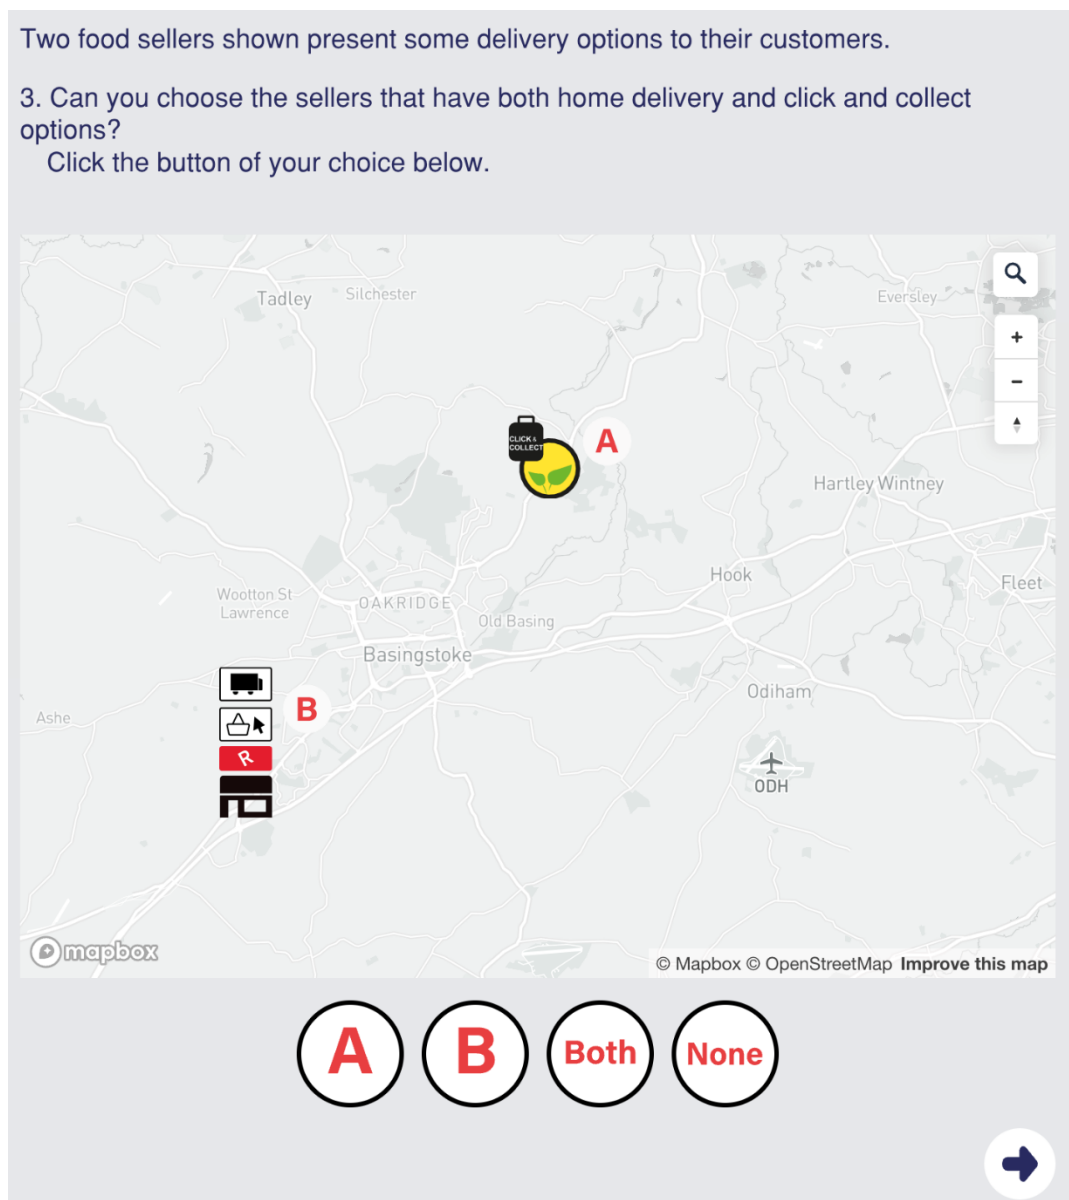 Two food sellers shown present some delivery options to their customers.
3. Can you choose the sellers that have both home delivery and click and collect
options?
Click the button of your choice below.
Tadley
Silchester
Eversley
+
−
CLICK &
COLLECT
A
Hartley Wintney
Hook
Fleet
Wootton St
Lawrence
OAKRIDGE
Old Basing
Basingstoke
Odiham
Ashe
B
R
ODH
mapbox
© Mapbox © OpenStreetMap Improve this map
A
B
Both
None